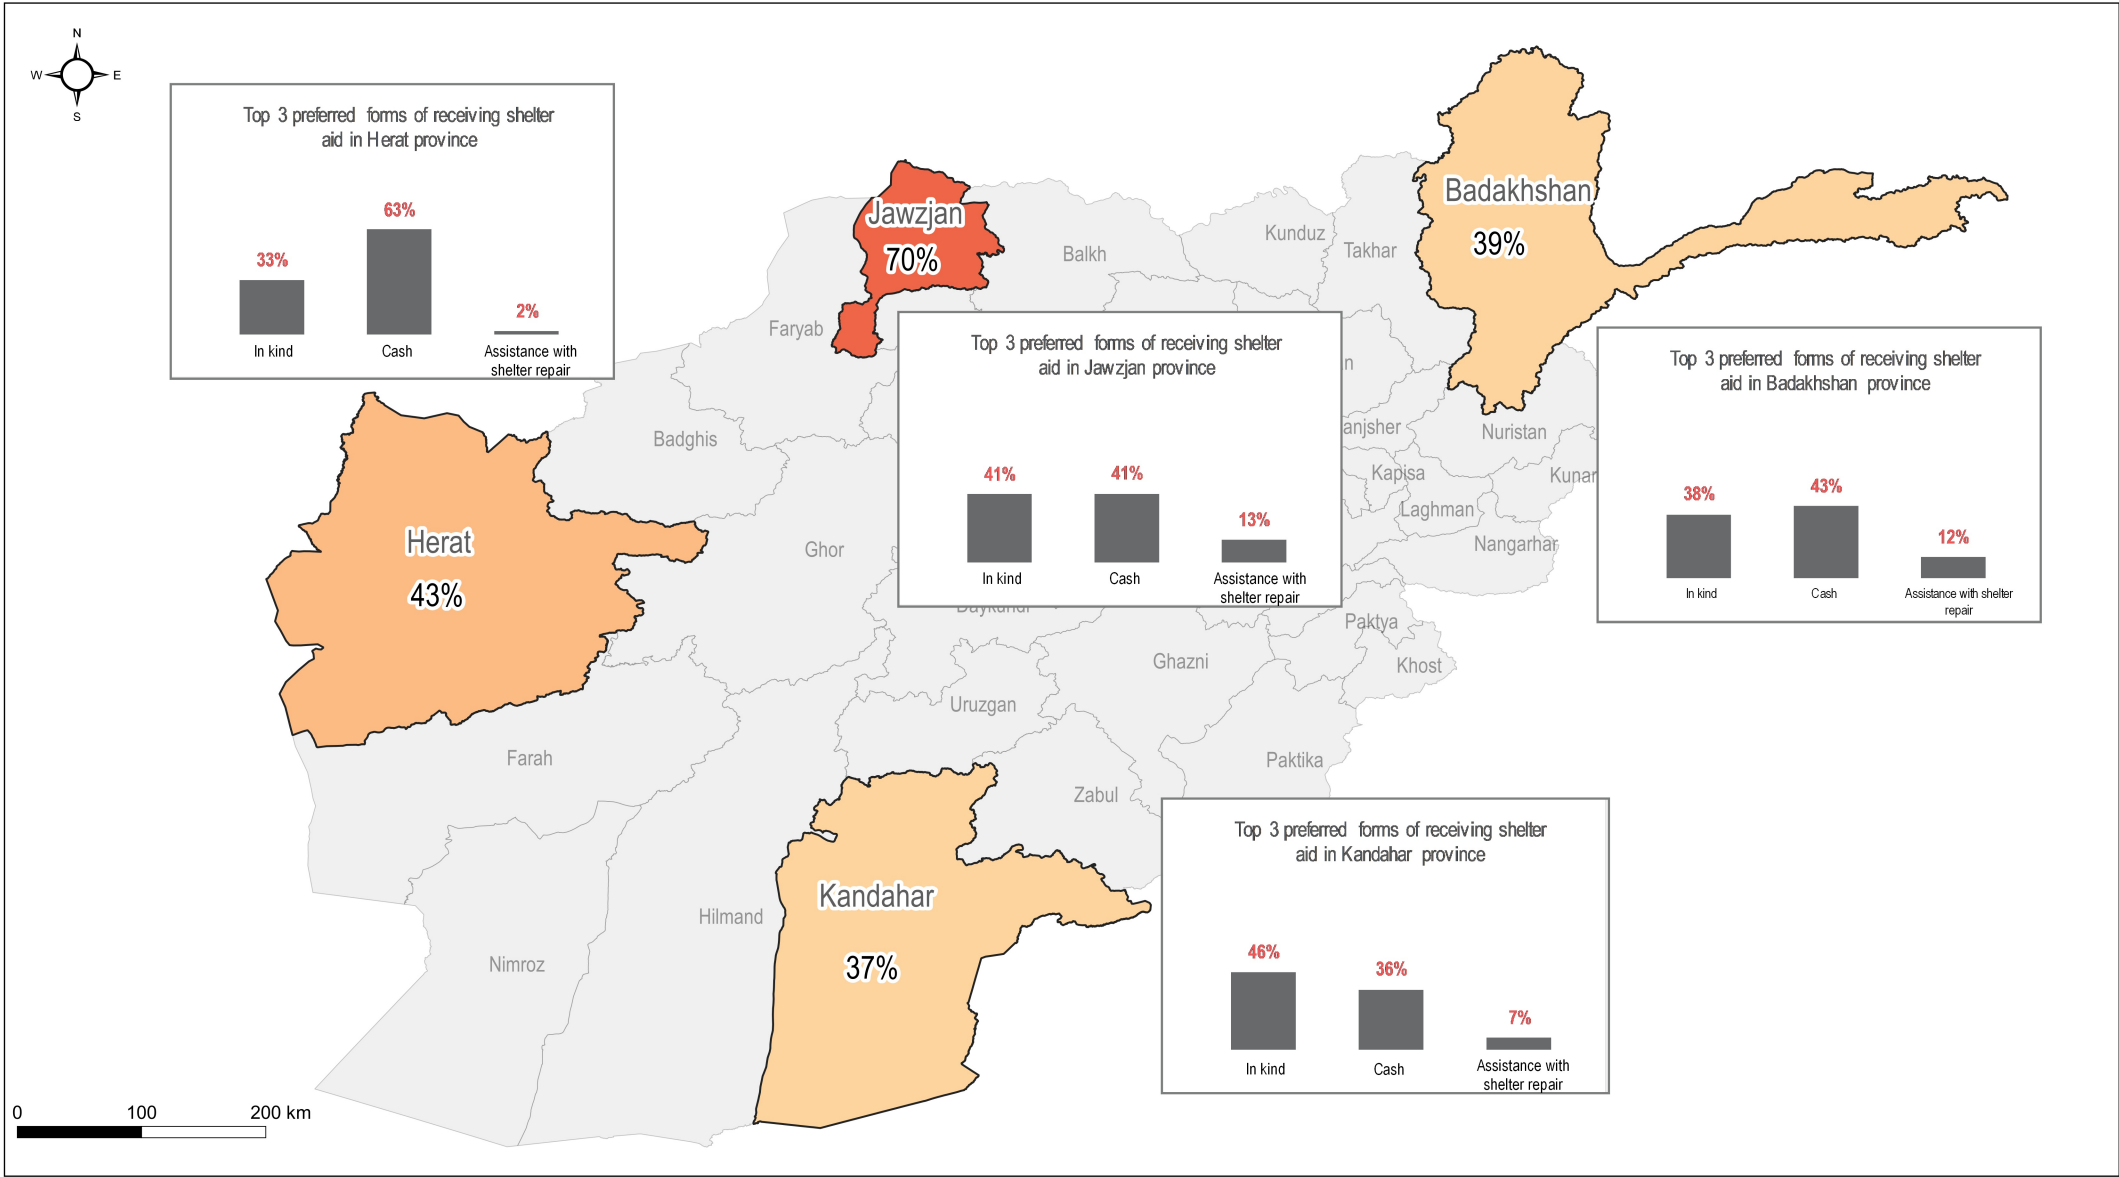 N
W E
S
Top 3 preferred forms of receiving shelter
aid in Herat province
63%
33%
2%
In kind
Cash
Assistance with
shelter repair
Jawzjan
70%
Badakhshan
39%
Balkh
Kunduz
Takhar
Faryab
Top 3 preferred forms of receiving shelter
aid in Jawzjan province
41%
41%
13%
In kind
Cash
Assistance with
shelter repair
n
anjsher
Nuristan
Kapisa
Kunar
Laghman
Nangarhar
Top 3 preferred forms of receiving shelter
aid in Badakhshan province
38%
43%
12%
In kind
Cash
Assistance with shelter
repair
Badghis
Herat
43%
Ghor
Daykundi
Paktya
Khost
Ghazni
Uruzgan
Paktika
Farah
Zabul
Kandahar
37%
Hilmand
Nimroz
Top 3 preferred forms of receiving shelter
aid in Kandahar province
46%
36%
7%
In kind
Cash
Assistance with
shelter repair
0 100 200 km